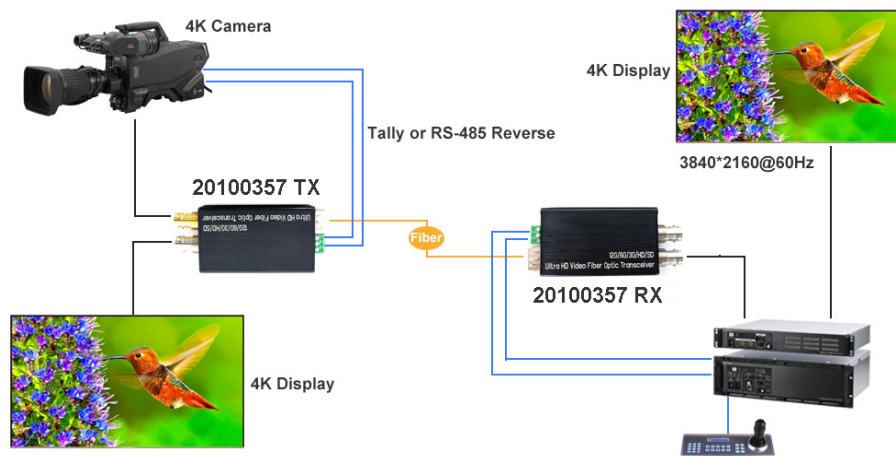 4K Camera
4K Display
Tally or RS-485 Reverse
3840*2160@60Hz
20100357 TX
Ultra HD Video Fiber Optic Transceiver
12G/6G/3G/HD/SD
Fiber
12G/6G/3G/HD/SD
Ultra HD Video Fiber Optic Transceiver
20100357 RX
4K Display